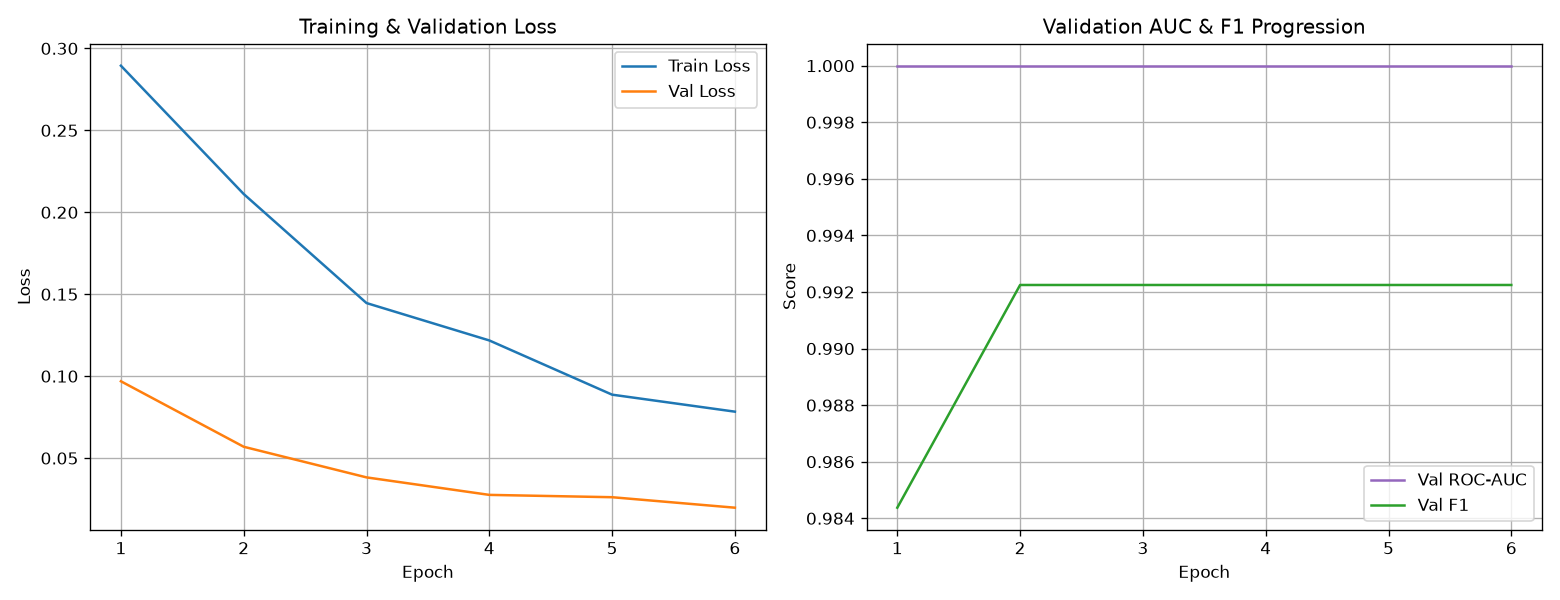 Training & Validation Loss
0.30
0.25
0.20
0.15
0.10
0.05
Loss
1 2 3 4 5 6
Epoch
Train Loss
Val Loss
Validation AUC & F1 Progression
1.000
0.998
0.996
0.994
0.992
0.990
0.988
0.986
0.984
Score
1 2 3 4 5 6
Epoch
Val ROC-AUC
Val F1